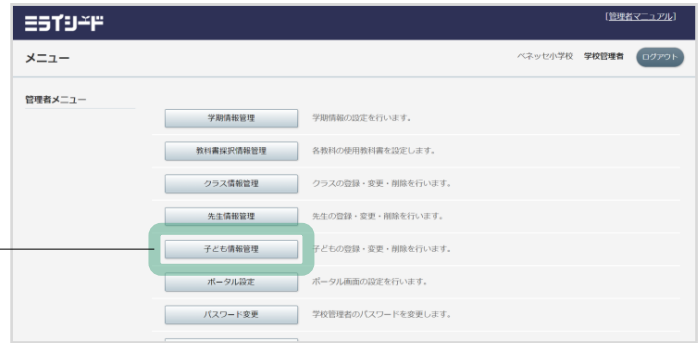 ミライシード
[管理者マニュアル]
メニュー
ベネッセ小学校 学校管理者 ログアウト
管理者メニュー
学期情報管理 学期情報の設定を行います。
教科書採択情報管理 各教科の使用教科書を設定します。
クラス情報管理 クラスの登録・変更・削除を行います。
先生情報管理 先生の登録・変更・削除を行います。
子ども情報管理 子どもの登録・変更・削除を行います。
ポータル設定 ポータル画面の設定を行います。
パスワード変更 学校管理者のパスワードを変更します。